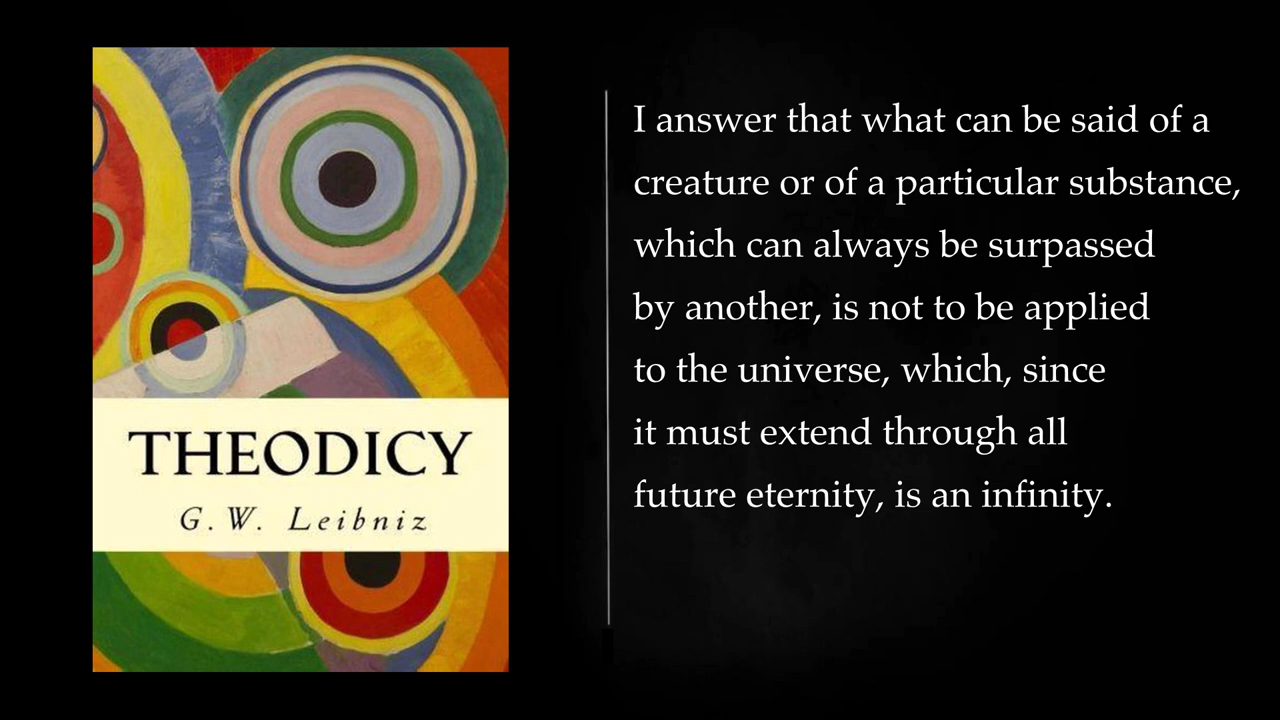 THEODICY
G. W. Leibniz
I answer that what can be said of a
creature or of a particular substance,
which can always be surpassed
by another, is not to be applied
to the universe, which, since
it must extend through all
future eternity, is an infinity.